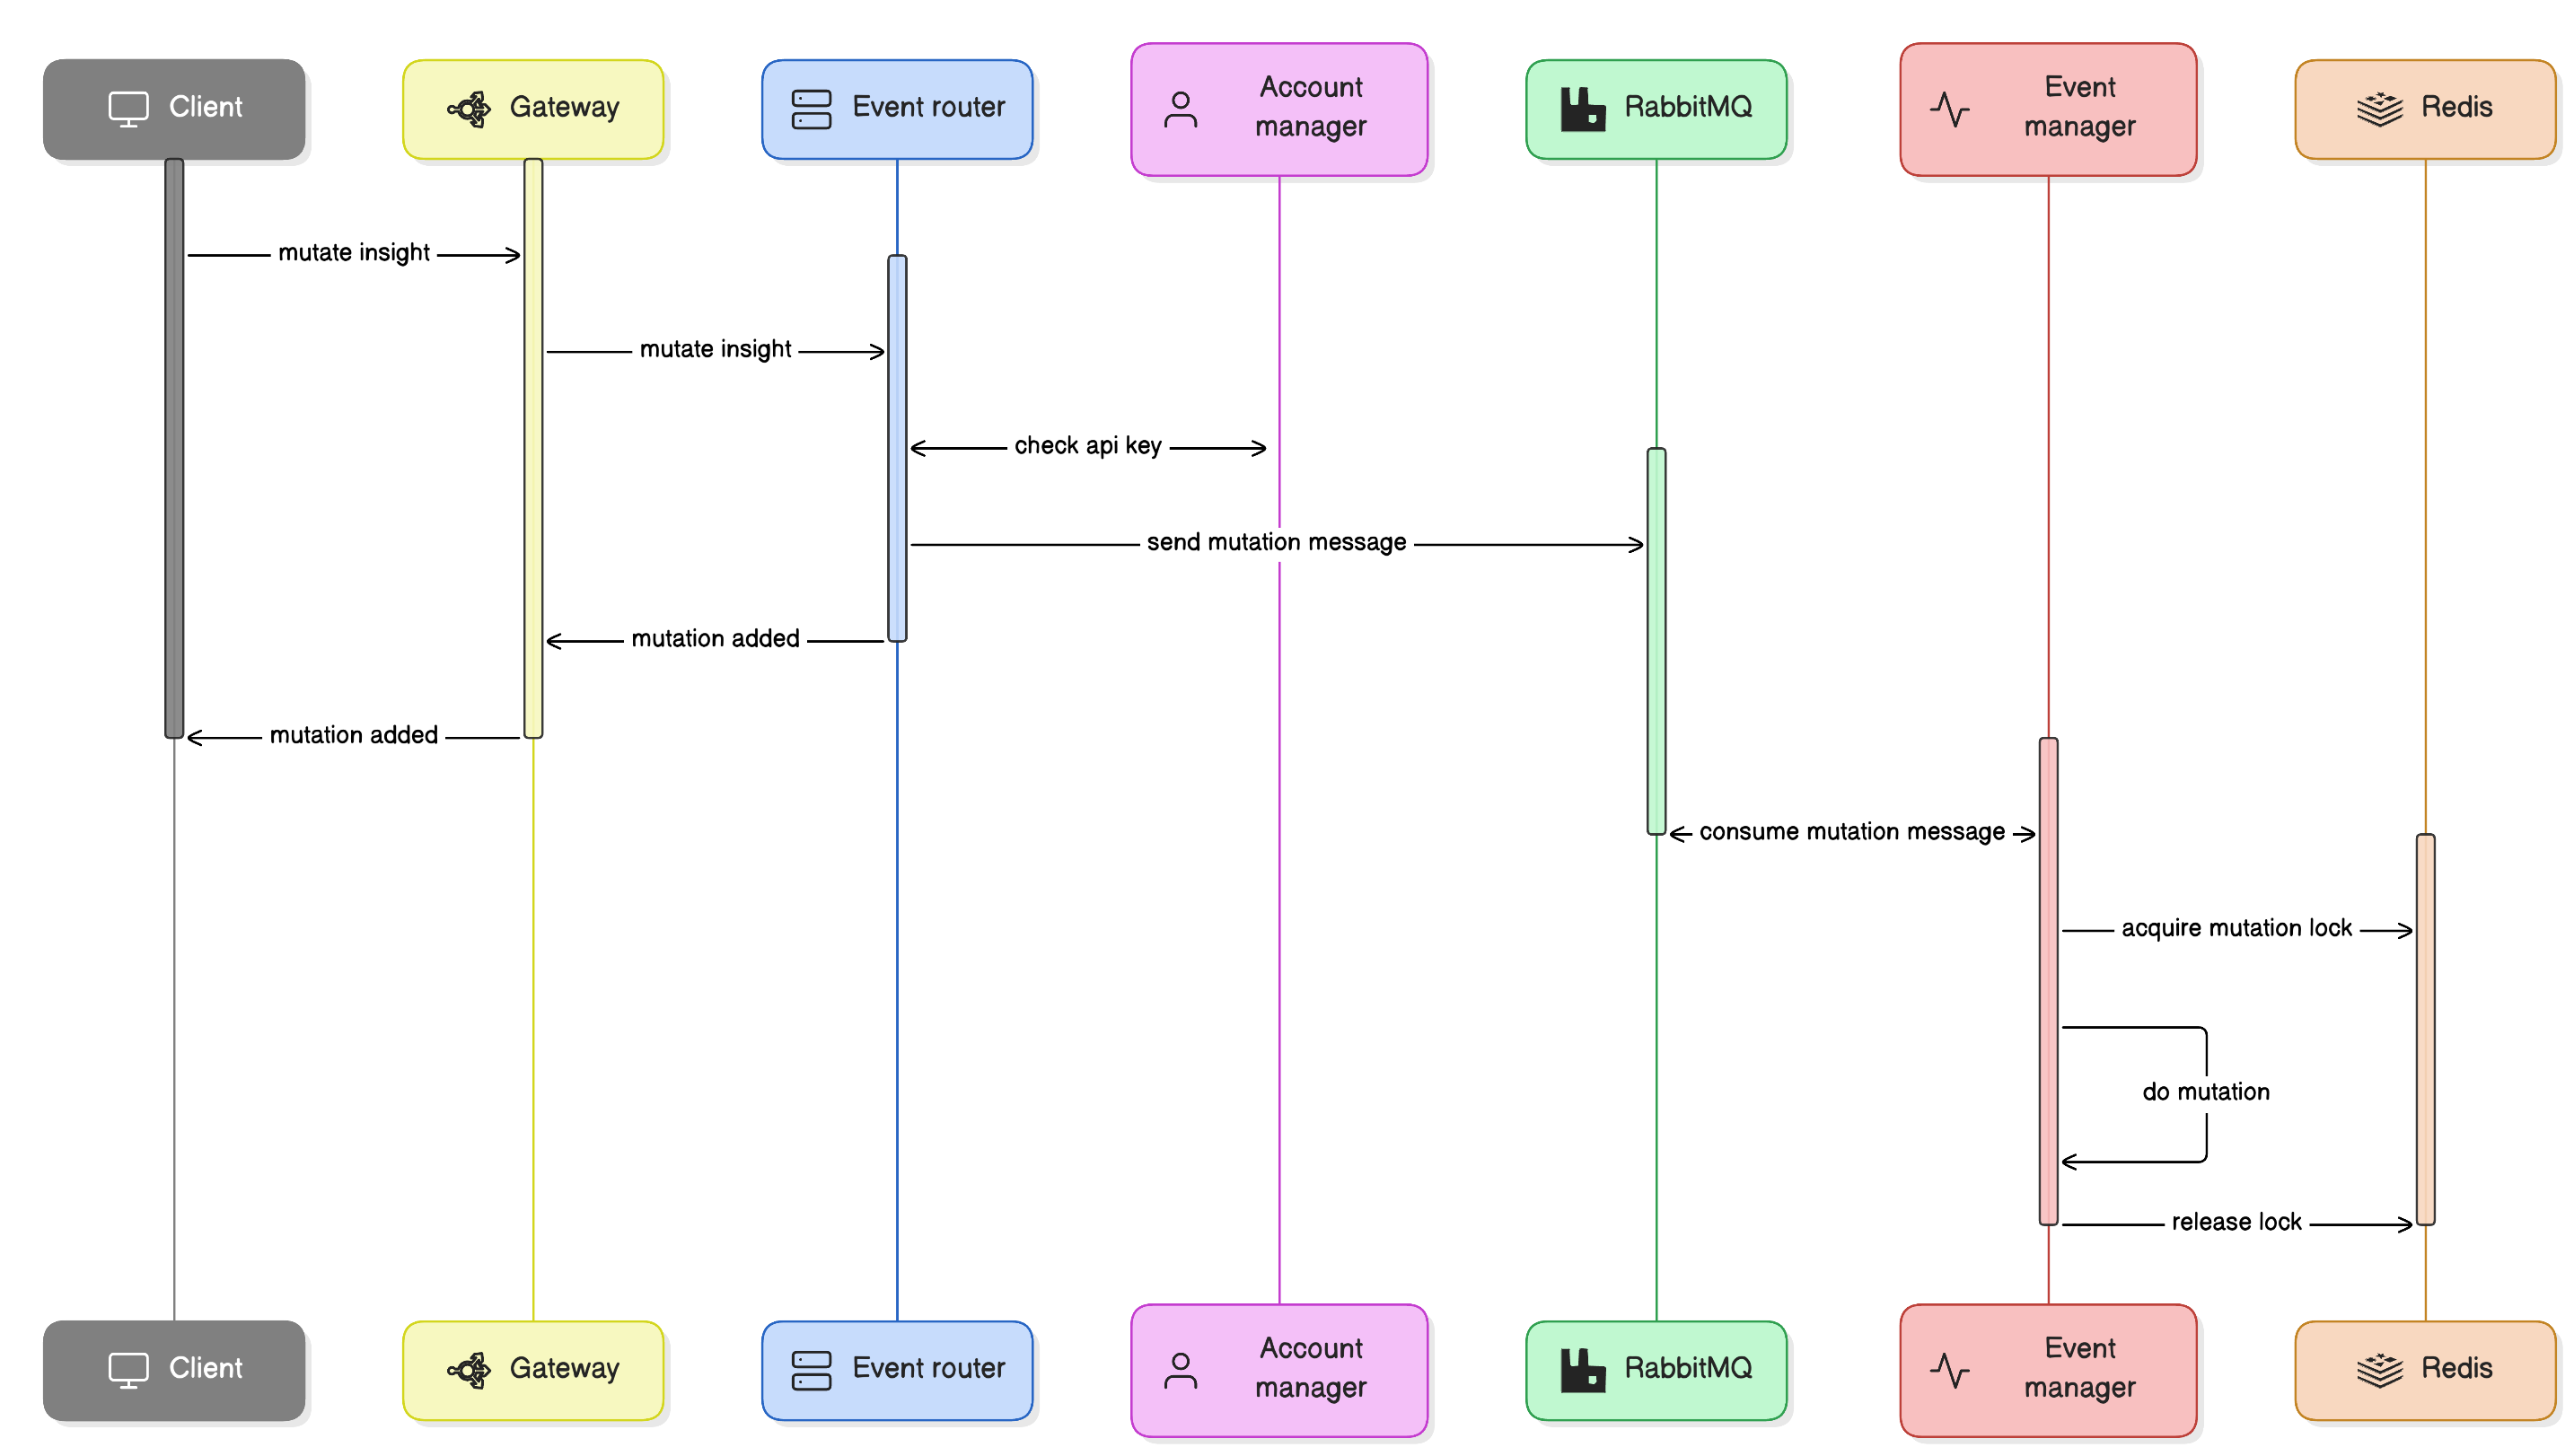 Client
Gateway
Event router
Account
manager
RabbitMQ
Event
manager
Redis
mutate insight
mutate insight
check api key
send mutation message
mutation added
mutation added
consume mutation message
acquire mutation lock
do mutation
release lock
Client
Gateway
Event router
Account
manager
RabbitMQ
Event
manager
Redis